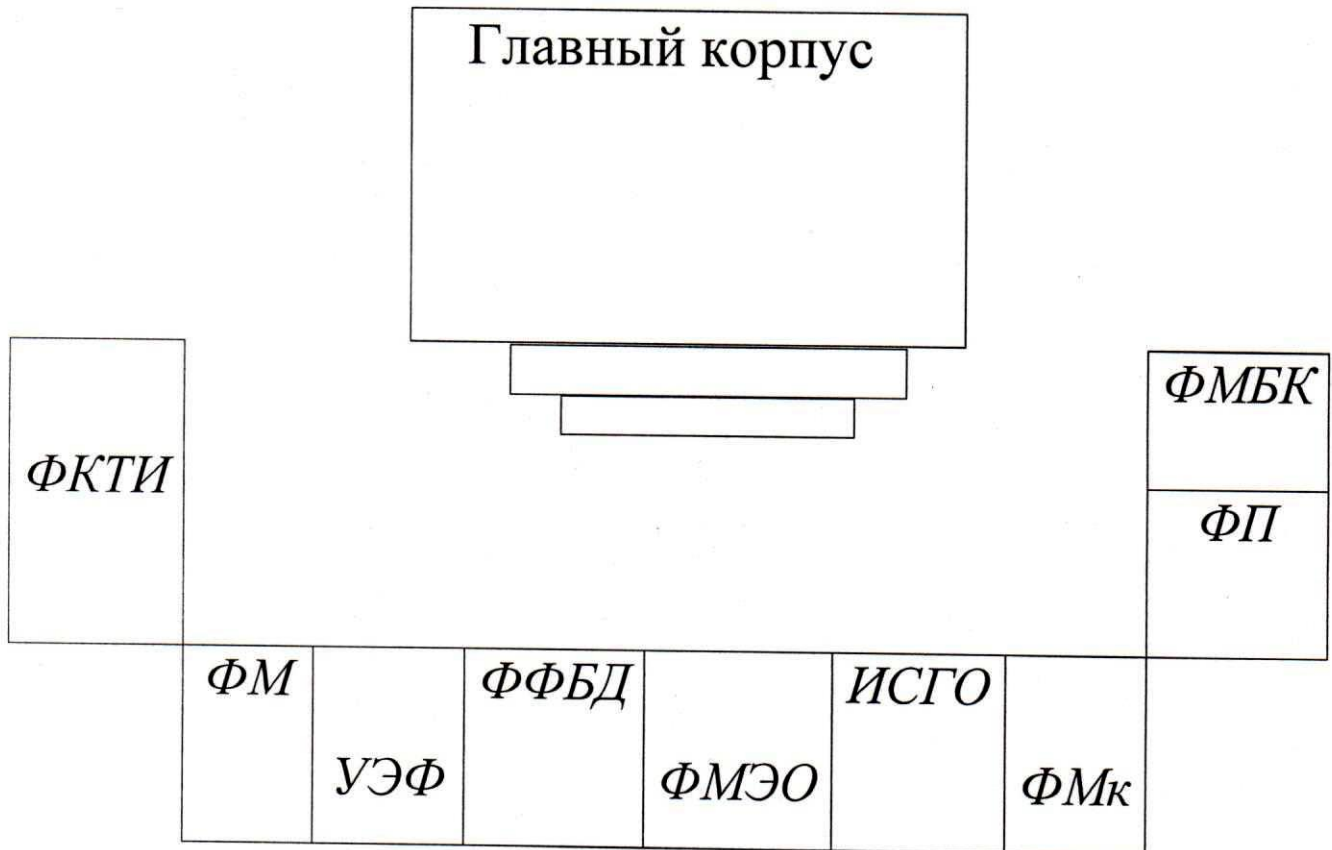 Главный корпус
ФКТИ
ФМБК
ФП
ФМ
УЭФ
ФФБД
ФМЭО
ИСГО
ФМк